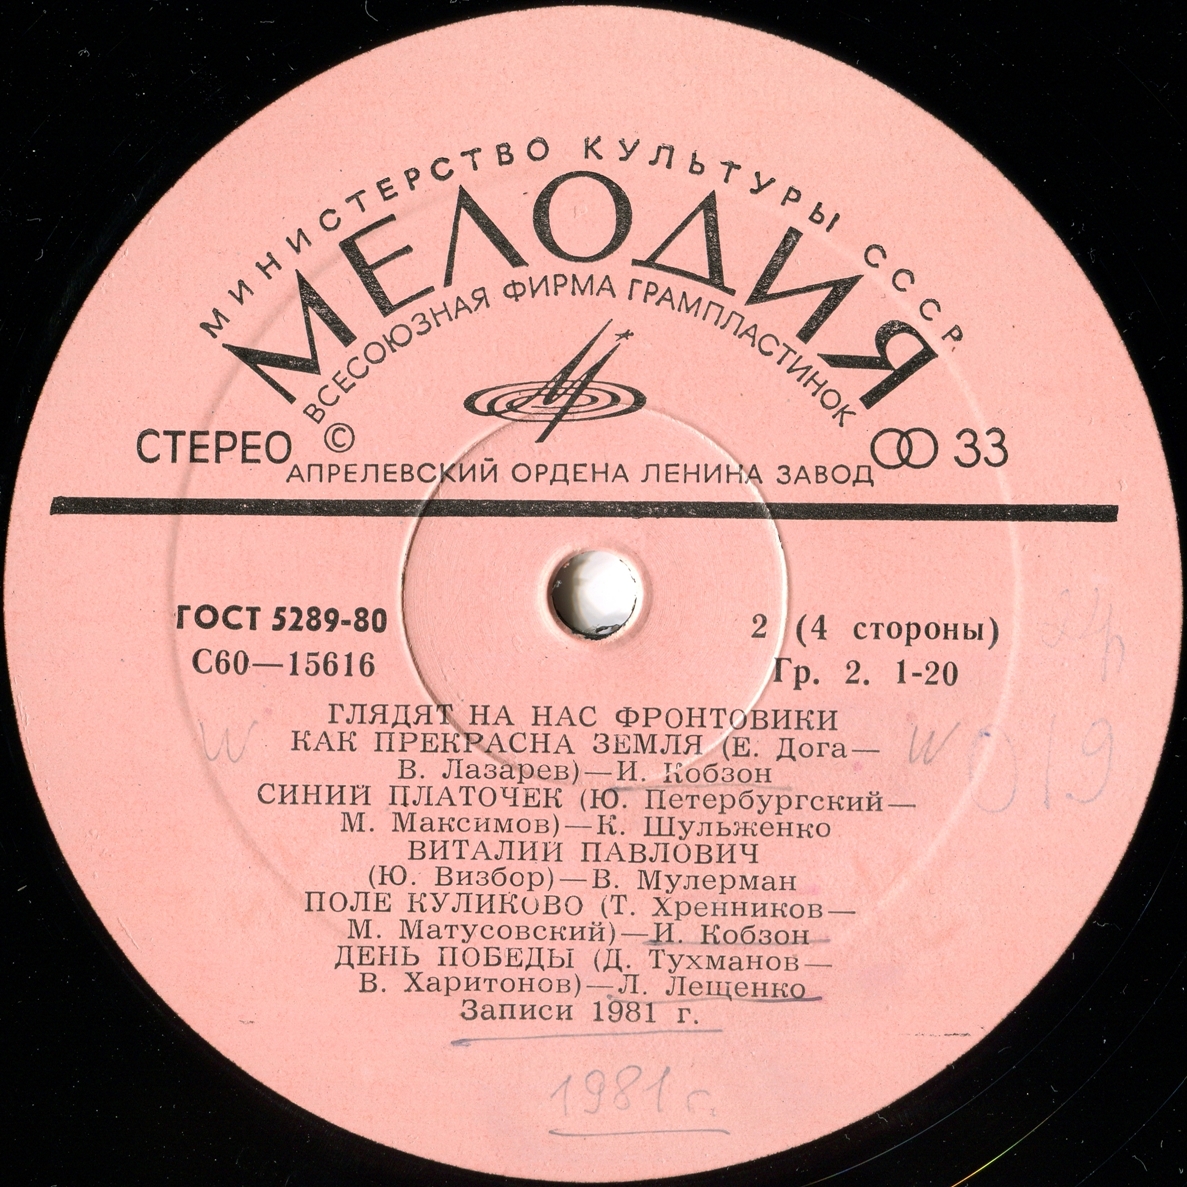 МИНИСТЕРСТВО КУЛЬТУРЫ СССР
МЕЛОДИЯ
ВСЕСОЮЗНАЯ ФИРМА ГРАМПЛАСТИНОК
СТЕРЕО © 33
АПРЕЛЕВСКИЙ ОРДЕНА ЛЕНИНА ЗАВОД
ГОСТ 5289-80
С60—15616
2 (4 стороны)
Гр. 2. 1-20
ГЛЯДЯТ НА НАС ФРОНТОВИКИ
КАК ПРЕКРАСНА ЗЕМЛЯ (Е. Дога—
В. Лазарев)—И. Кобзон
СИНИЙ ПЛАТОЧЕК (Ю. Петербургский—
М. Максимов)—К. Шульженко
ВИТАЛИЙ ПАВЛОВИЧ
(Ю. Визбор)—В. Мулерман
ПОЛЕ КУЛИКОВО (Т. Хренников—
М. Матусовский)—И. Кобзон
ДЕНЬ ПОБЕДЫ (Д. Тухманов—
В. Харитонов)—Л. Лещенко
Записи 1981 г.
1981 г.